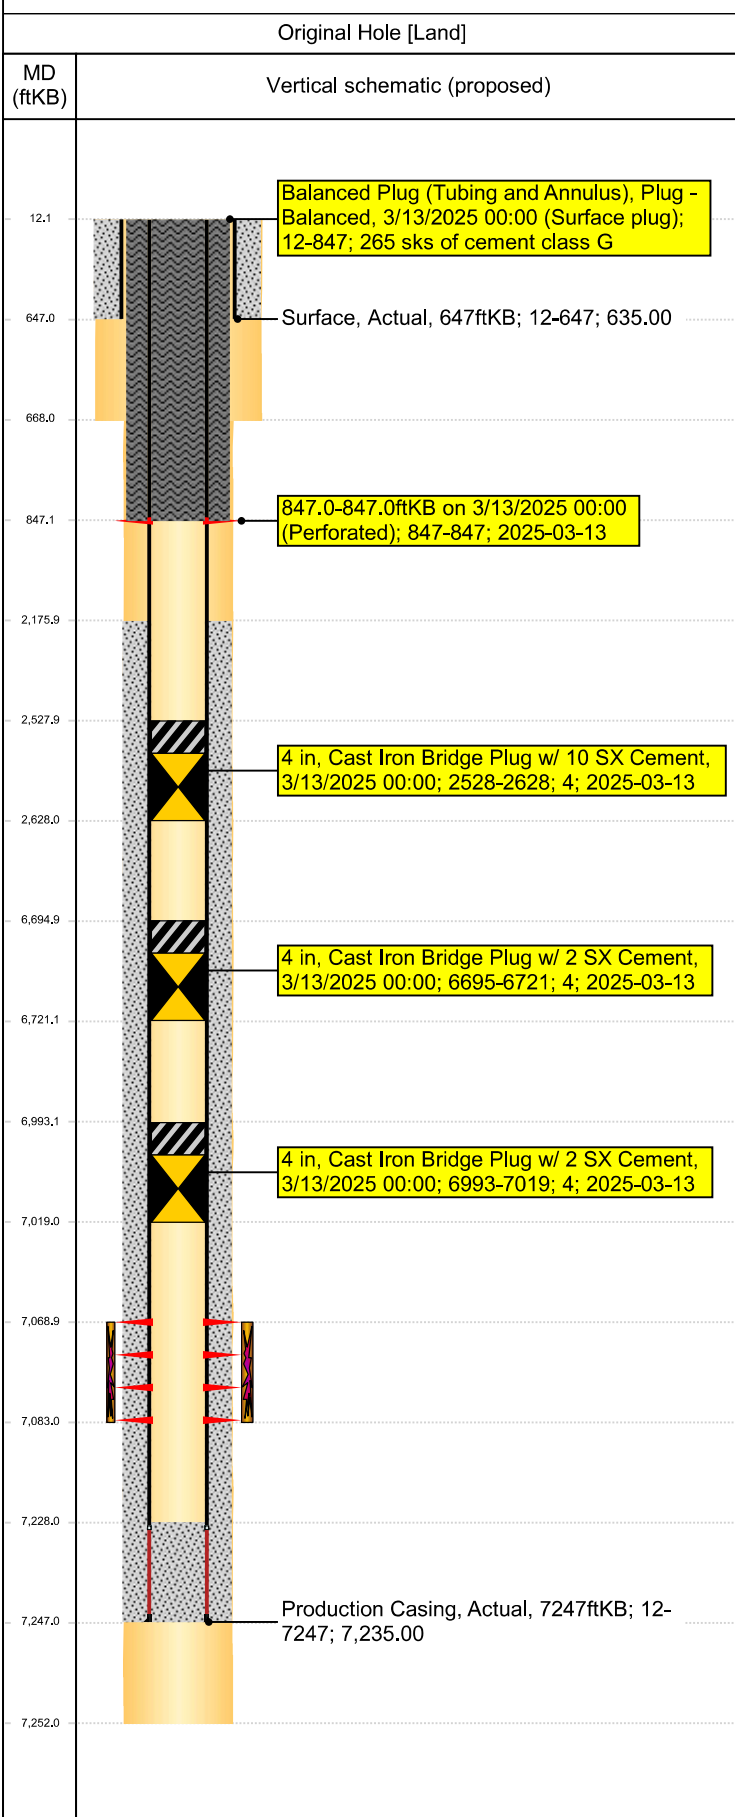 Original Hole [Land]
MD
(ftKB)
Vertical schematic (proposed)
Balanced Plug (Tubing and Annulus), Plug -
Balanced, 3/13/2025 00:00 (Surface plug);
12-847; 265 sks of cement class G
12.1
647.0
Surface, Actual, 647ftKB; 12-647; 635.00
668.0
847.0-847.0ftKB on 3/13/2025 00:00
(Perforated); 847-847; 2025-03-13
847.1
2,175.9
2,527.9
4 in, Cast Iron Bridge Plug w/ 10 SX Cement,
3/13/2025 00:00; 2528-2628; 4; 2025-03-13
2,628.0
6,694.9
4 in, Cast Iron Bridge Plug w/ 2 SX Cement,
3/13/2025 00:00; 6695-6721; 4; 2025-03-13
6,721.1
6,993.1
4 in, Cast Iron Bridge Plug w/ 2 SX Cement,
3/13/2025 00:00; 6993-7019; 4; 2025-03-13
7,019.0
7,068.9
7,083.0
7,228.0
7,247.0
Production Casing, Actual, 7247ftKB; 12-
7247; 7,235.00
7,252.0